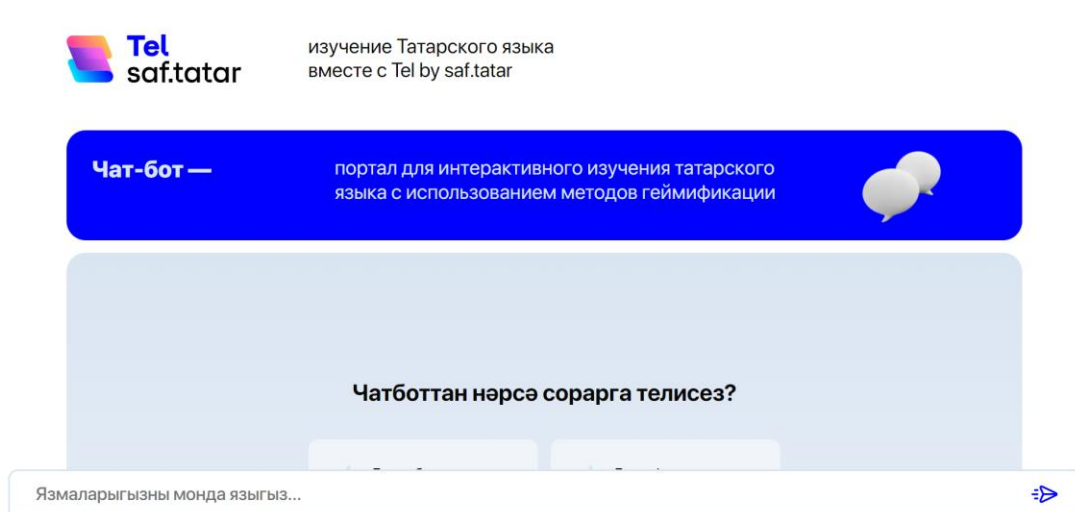 Tel
saf.tatar
изучение Татарского языка
вместе с Tel by saf.tatar
Чат-бот —
портал для интерактивного изучения татарского
языка с использованием методов геймификации
Чатботтан нәрсә сорарга телисез?
Язмаларыгызны монда языгыз...